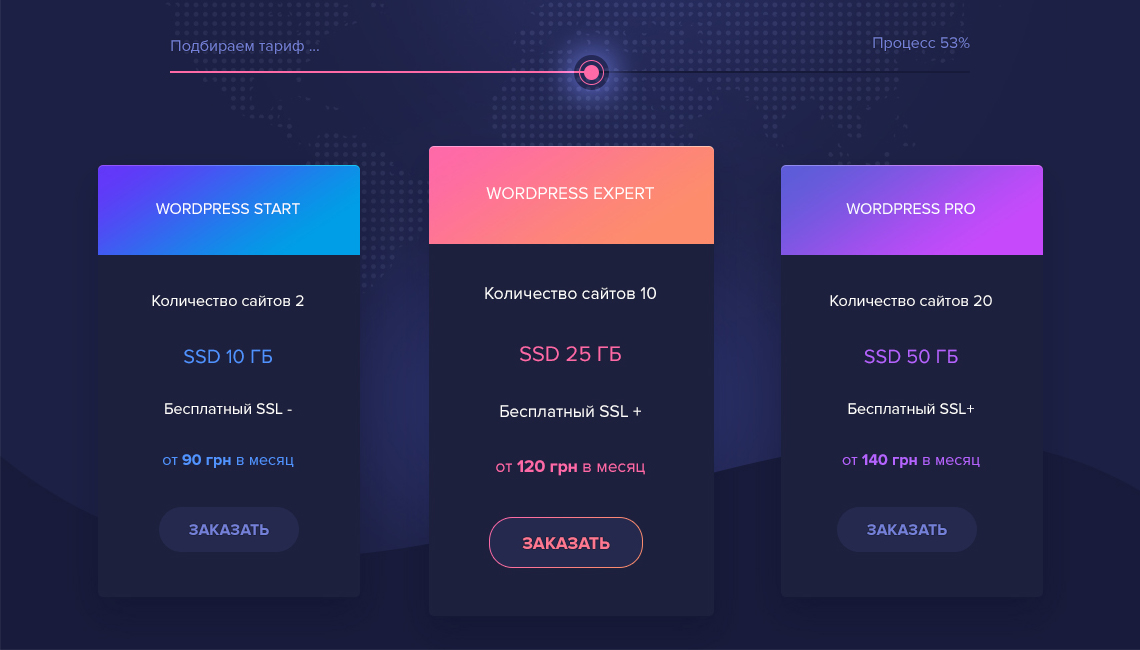 Подбираем тариф ...
Процесс 53%
WORDPRESS START
Количество сайтов 2
SSD 10 ГБ
Бесплатный SSL -
от 90 грн в месяц
ЗАКАЗАТЬ
WORDPRESS EXPERT
Количество сайтов 10
SSD 25 ГБ
Бесплатный SSL +
от 120 грн в месяц
ЗАКАЗАТЬ
WORDPRESS PRO
Количество сайтов 20
SSD 50 ГБ
Бесплатный SSL+
от 140 грн в месяц
ЗАКАЗАТЬ